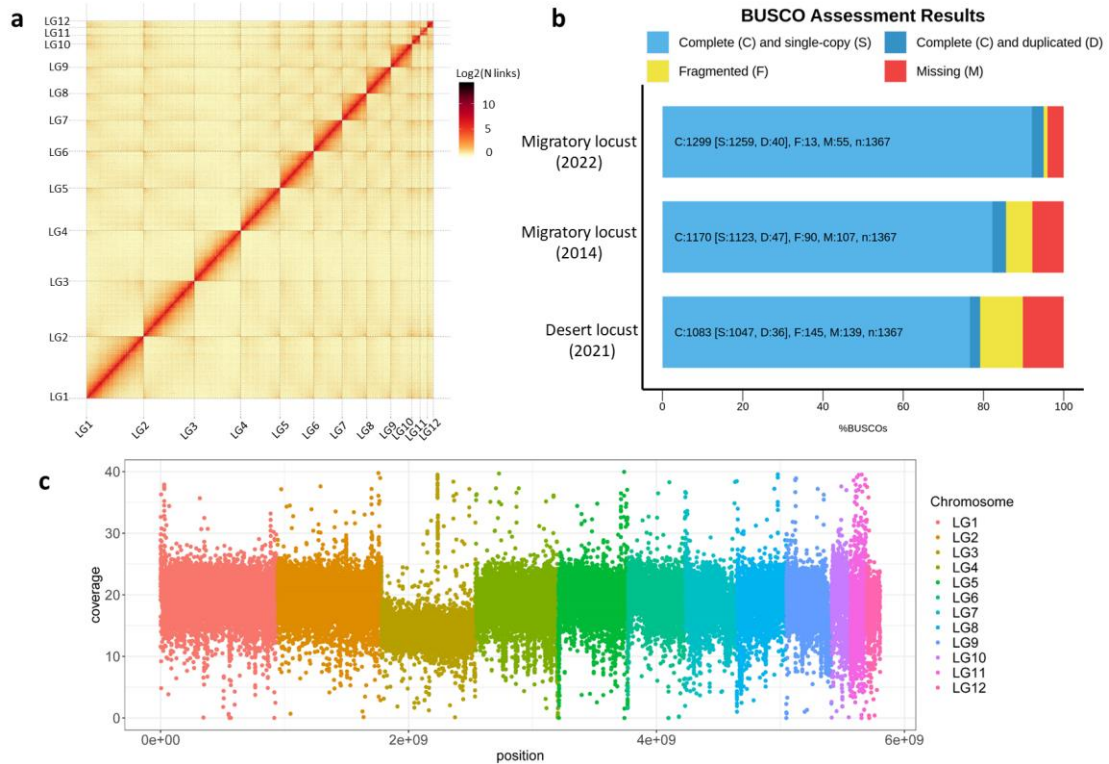 a
LG12
LG11
LG10
LG9
LG8
LG7
LG6
LG5
LG4
LG3
LG2
LG1
LG1
LG2
LG3
LG4
LG5
LG6
LG7
LG8
LG9
LG10
LG11
LG12
Log2(N links)
10
5
0
b
BUSCO Assessment Results
Complete (C) and single-copy (S)
Complete (C) and duplicated (D)
Fragmented (F)
Missing (M)
Migratory locust
(2022)
C:1299 [S:1259, D:40], F:13, M:55, n:1367
Migratory locust
(2014)
C:1170 [S:1123, D:47], F:90, M:107, n:1367
Desert locust
(2021)
C:1083 [S:1047, D:36], F:145, M:139, n:1367
0 20 40 60 80 100
%BUSCOs
c
40
30
20
10
0
coverage
0e+00 2e+09 4e+09 6e+09
position
Chromosome
LG1
LG2
LG3
LG4
LG5
LG6
LG7
LG8
LG9
LG10
LG11
LG12